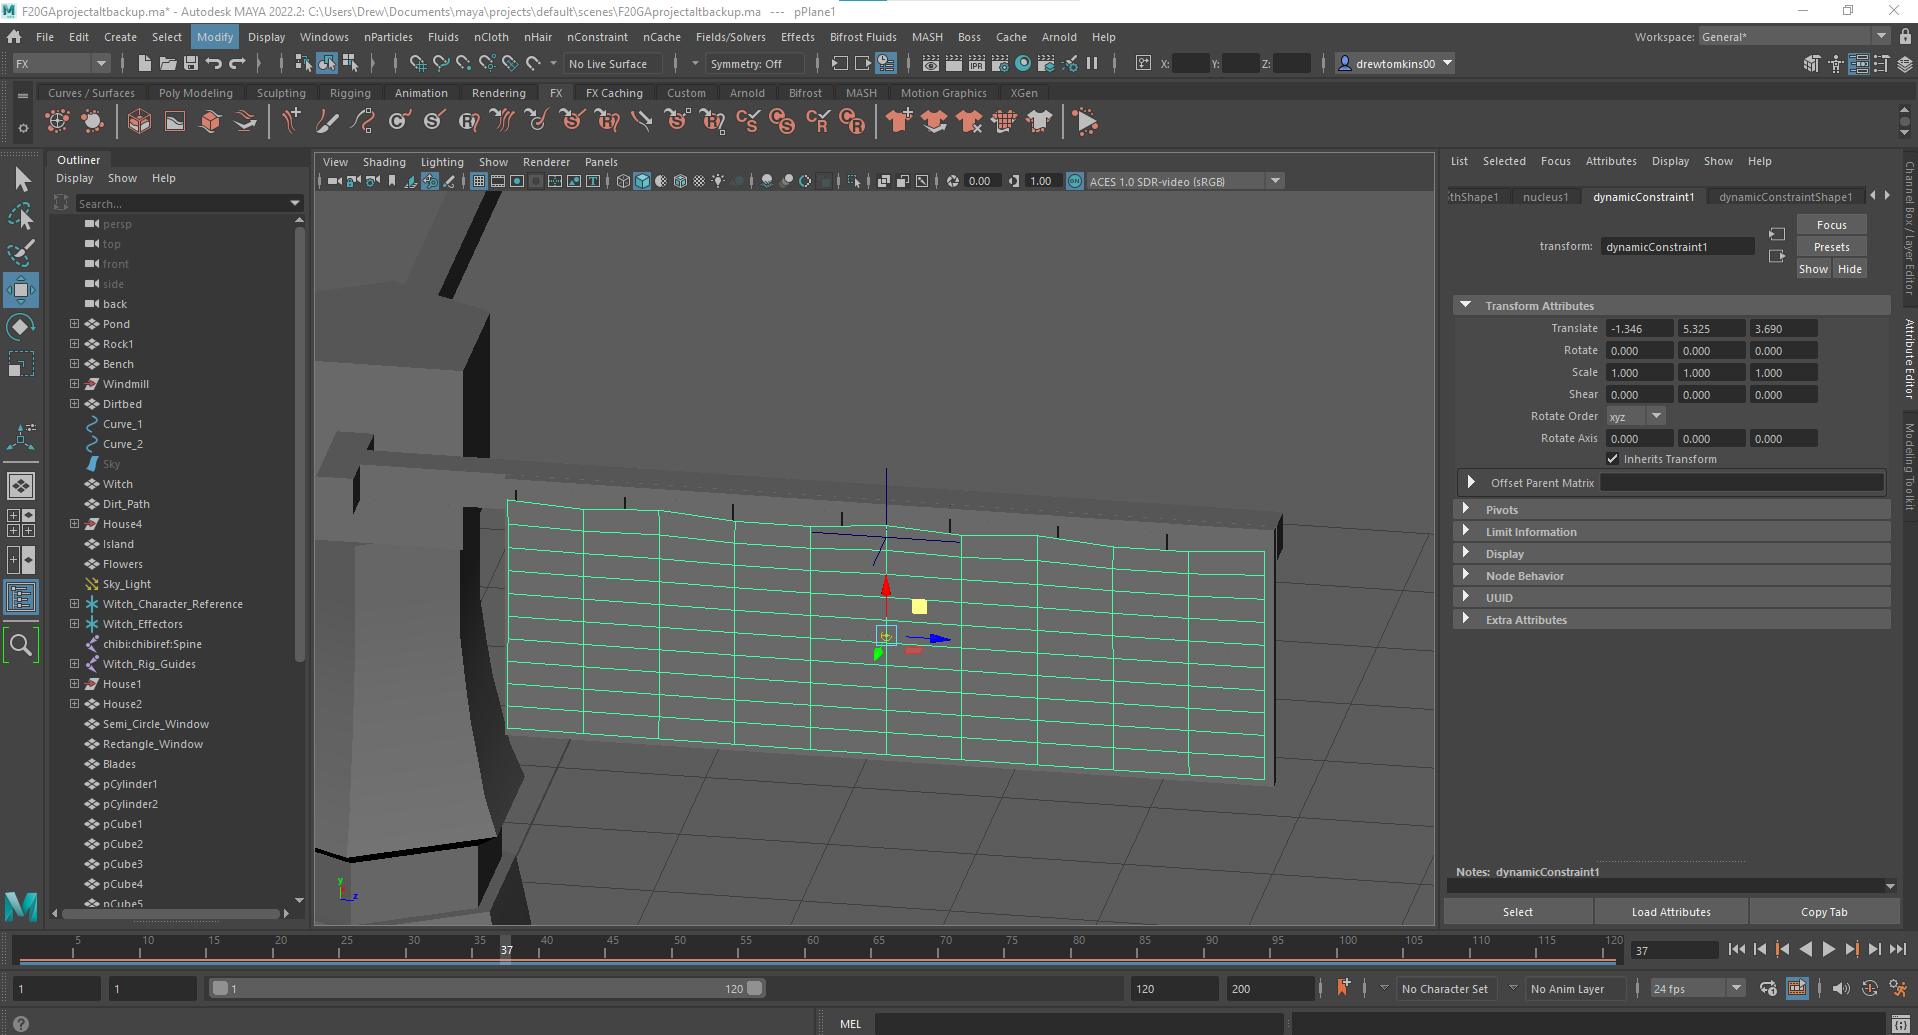 F20GAprojectaltbackup.ma* - Autodesk MAYA 2022.2: C:\Users\Drew\Documents\maya\projects\default\scenes\F20GAprojectaltbackup.ma   ---   pPlane1
File Edit Create Select Modify Display Windows nParticles Fluids nCloth nHair nConstraint nCache Fields/Solvers Effects Bifrost Fluids MASH Boss Cache Arnold Help Workspace: General*
FX No Live Surface Symmetry: Off X: Y: Z: drewtomkins00
Curves / Surfaces Poly Modeling Sculpting Rigging Animation Rendering FX FX Caching Custom Arnold Bifrost MASH Motion Graphics XGen
Outliner
Display Show Help
Search...
persp
top
front
side
back
Pond
Rock1
Bench
Windmill
Dirtbed
Curve_1
Curve_2
Sky
Witch
Dirt_Path
House4
Island
Flowers
Sky_Light
Witch_Character_Reference
Witch_Effectors
chibi:chibiref:Spine
Witch_Rig_Guides
House1
House2
Semi_Circle_Window
Rectangle_Window
Blades
pCylinder1
pCylinder2
pCube1
pCube2
pCube3
pCube4
pCube5
View Shading Lighting Show Renderer Panels
0.00 1.00 ACES 1.0 SDR-video (sRGB)
y
z
List Selected Focus Attributes Display Show Help
thShape1 nucleus1 dynamicConstraint1 dynamicConstraintShape1
Focus
transform: dynamicConstraint1 Presets
Show Hide
Transform Attributes
Translate -1.346 5.325 3.690
Rotate 0.000 0.000 0.000
Scale 1.000 1.000 1.000
Shear 0.000 0.000 0.000
Rotate Order xyz
Rotate Axis 0.000 0.000 0.000
Inherits Transform
Offset Parent Matrix
Pivots
Limit Information
Display
Node Behavior
UUID
Extra Attributes
Notes: dynamicConstraint1
Select Load Attributes Copy Tab
Channel Box / Layer Editor
Attribute Editor
Modeling Toolkit
5 10 15 20 25 30 35 37 40 45 50 55 60 65 70 75 80 85 90 95 100 105 110 115 120 37
1 1 1 120 120 200 No Character Set No Anim Layer 24 fps
MEL